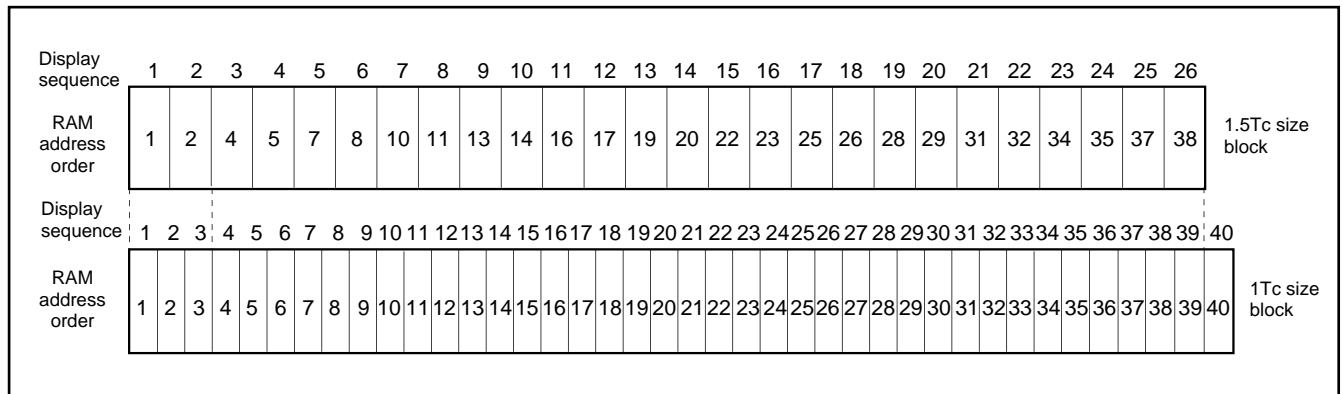 Display
sequence
1 2 3 4 5 6 7 8 9 10 11 12 13 14 15 16 17 18 19 20 21 22 23 24 25 26
RAM
address
order
1 2 4 5 7 8 10 11 13 14 16 17 19 20 22 23 25 26 28 29 31 32 34 35 37 38
1.5Tc size
block
Display
sequence
1 2 3 4 5 6 7 8 9 10 11 12 13 14 15 16 17 18 19 20 21 22 23 24 25 26 27 28 29 30 31 32 33 34 35 36 37 38 39 40
RAM
address
order
1 2 3 4 5 6 7 8 9 10 11 12 13 14 15 16 17 18 19 20 21 22 23 24 25 26 27 28 29 30 31 32 33 34 35 36 37 38 39 40
1Tc size
block